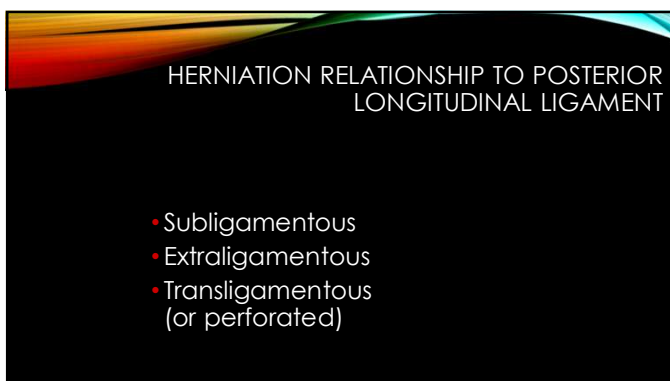 HERNIATION RELATIONSHIP TO POSTERIOR
LONGITUDINAL LIGAMENT
• Subligamentous
• Extraligamentous
• Transligamentous
(or perforated)